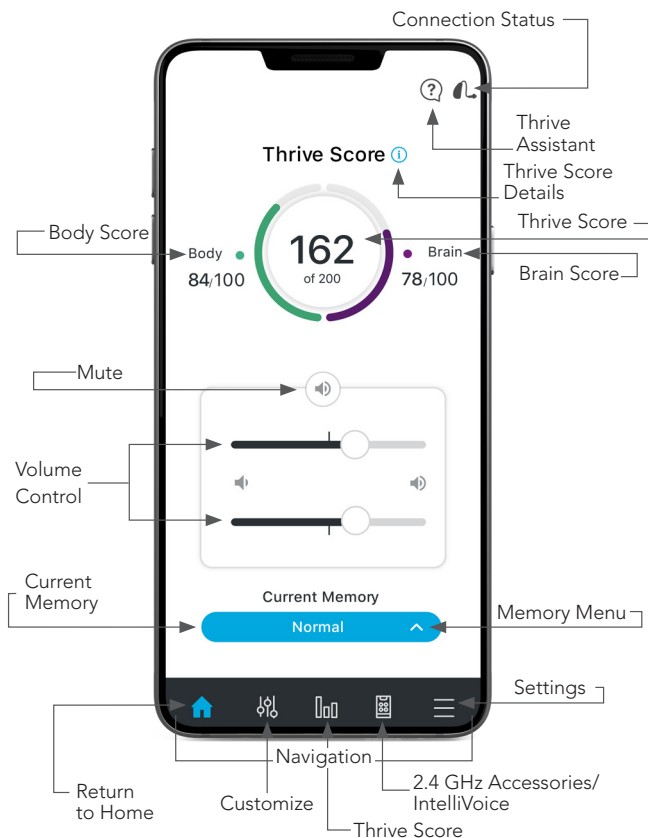 Connection Status
?
Thrive
Assistant
Thrive Score i
Thrive Score
Details
Body Score
Thrive Score
Body
84/100
162
of 200
Brain
78/100
Brain Score
Mute
Volume
Control
Current
Memory
Current Memory
Normal
Memory Menu
Settings
Navigation
Return
to Home
Customize
2.4 GHz Accessories/
IntelliVoice
Thrive Score